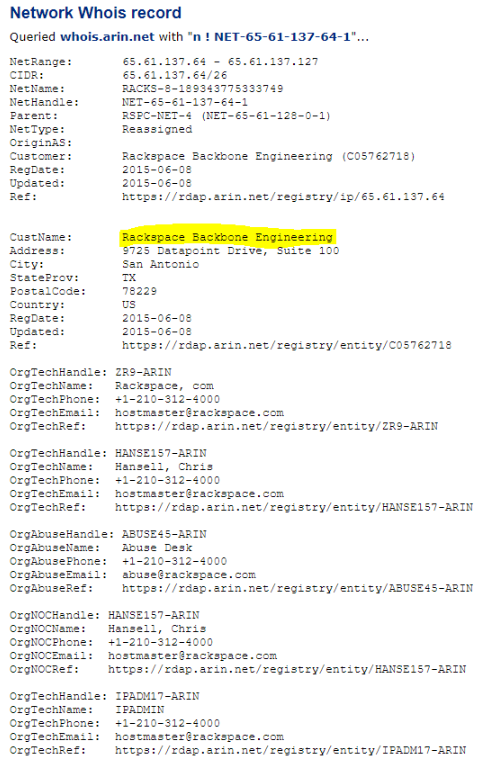 Network Whois record
Queried whois.arin.net with "n ! NET-65-61-137-64-1"...
NetRange: 65.61.137.64 - 65.61.137.127
CIDR: 65.61.137.64/26
NetName: RACKS-8-189343775333749
NetHandle: NET-65-61-137-64-1
Parent: RSPC-NET-4 (NET-65-61-128-0-1)
NetType: Reassigned
OriginAS:
Customer: Rackspace Backbone Engineering (C05762718)
RegDate: 2015-06-08
Updated: 2015-06-08
Ref: https://rdap.arin.net/registry/ip/65.61.137.64
CustName: Rackspace Backbone Engineering
Address: 9725 Datapoint Drive, Suite 100
City: San Antonio
StateProv: TX
PostalCode: 78229
Country: US
RegDate: 2015-06-08
Updated: 2015-06-08
Ref: https://rdap.arin.net/registry/entity/C05762718
OrgTechHandle: ZR9-ARIN
OrgTechName: Rackspace, com
OrgTechPhone: +1-210-312-4000
OrgTechEmail: hostmaster@rackspace.com
OrgTechRef: https://rdap.arin.net/registry/entity/ZR9-ARIN
OrgTechHandle: HANSE157-ARIN
OrgTechName: Hansell, Chris
OrgTechPhone: +1-210-312-4000
OrgTechEmail: hostmaster@rackspace.com
OrgTechRef: https://rdap.arin.net/registry/entity/HANSE157-ARIN
OrgAbuseHandle: ABUSE45-ARIN
OrgAbuseName: Abuse Desk
OrgAbusePhone: +1-210-312-4000
OrgAbuseEmail: abuse@rackspace.com
OrgAbuseRef: https://rdap.arin.net/registry/entity/ABUSE45-ARIN
OrgNOCHandle: HANSE157-ARIN
OrgNOCName: Hansell, Chris
OrgNOCPhone: +1-210-312-4000
OrgNOCEmail: hostmaster@rackspace.com
OrgNOCRef: https://rdap.arin.net/registry/entity/HANSE157-ARIN
OrgTechHandle: IPADM17-ARIN
OrgTechName: IPADMIN
OrgTechPhone: +1-210-312-4000
OrgTechEmail: hostmaster@rackspace.com
OrgTechRef: https://rdap.arin.net/registry/entity/IPADM17-ARIN